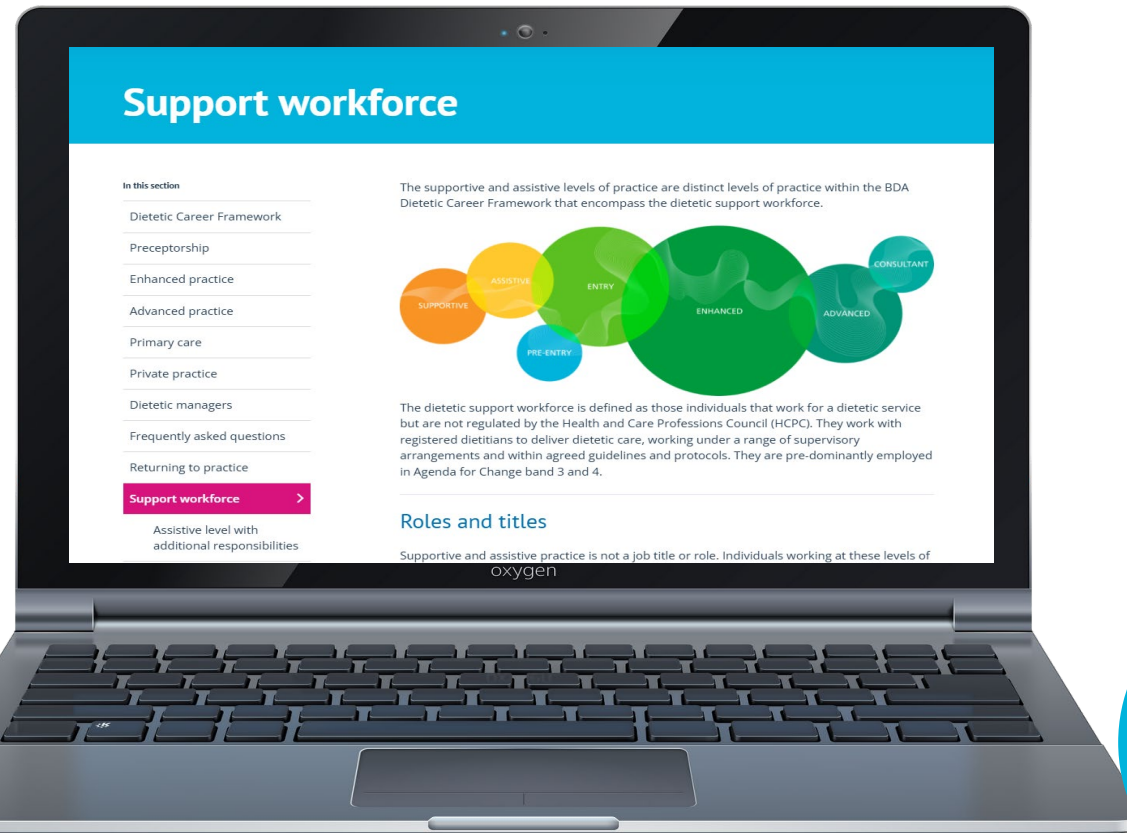 Support workforce
In this section
Dietetic Career Framework
Preceptorship
Enhanced practice
Advanced practice
Primary care
Private practice
Dietetic managers
Frequently asked questions
Returning to practice
Support workforce >
Assistive level with
additional responsibilities
The supportive and assistive levels of practice are distinct levels of practice within the BDA
Dietetic Career Framework that encompass the dietetic support workforce.
SUPPORTIVE
ASSISTIVE
PRE-ENTRY
ENTRY
ENHANCED
ADVANCED
CONSULTANT
The dietetic support workforce is defined as those individuals that work for a dietetic service
but are not regulated by the Health and Care Professions Council (HCPC). They work with
registered dietitians to deliver dietetic care, working under a range of supervisory
arrangements and within agreed guidelines and protocols. They are pre-dominantly employed
in Agenda for Change band 3 and 4.
Roles and titles
Supportive and assistive practice is not a job title or role. Individuals working at these levels of
oxygen